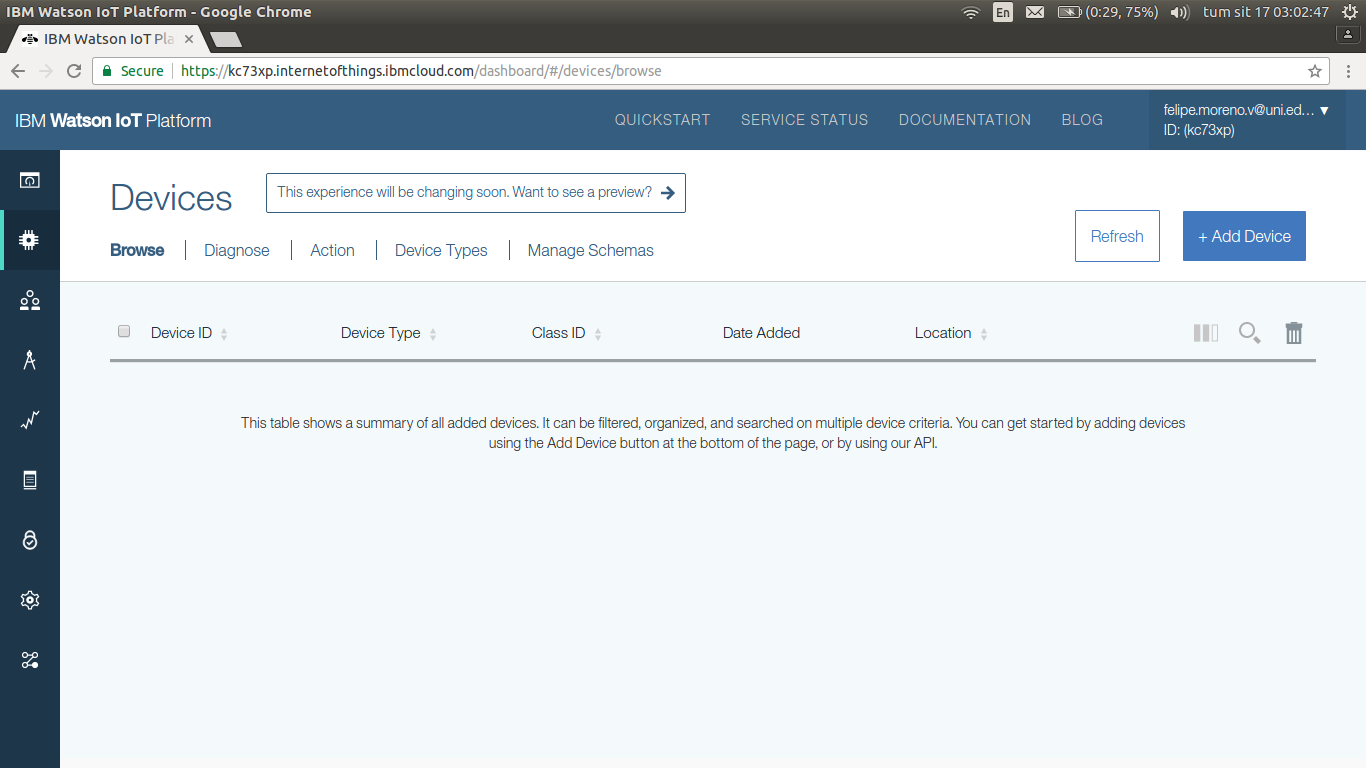 IBM Watson IoT Platform - Google Chrome
En (0:29, 75%) tum sit 17 03:02:47
IBM Watson IoT Pla
Secure https://kc73xp.internetofthings.ibmcloud.com/dashboard/#/devices/browse
IBM Watson IoT Platform QUICKSTART SERVICE STATUS DOCUMENTATION BLOG
felipe.moreno.v@uni.ed... ▼
ID: (kc73xp)
Devices
This experience will be changing soon. Want to see a preview? →
Browse Diagnose Action Device Types Manage Schemas
Refresh + Add Device
Device ID Device Type Class ID Date Added Location
This table shows a summary of all added devices. It can be filtered, organized, and searched on multiple device criteria. You can get started by adding devices
using the Add Device button at the bottom of the page, or by using our API.